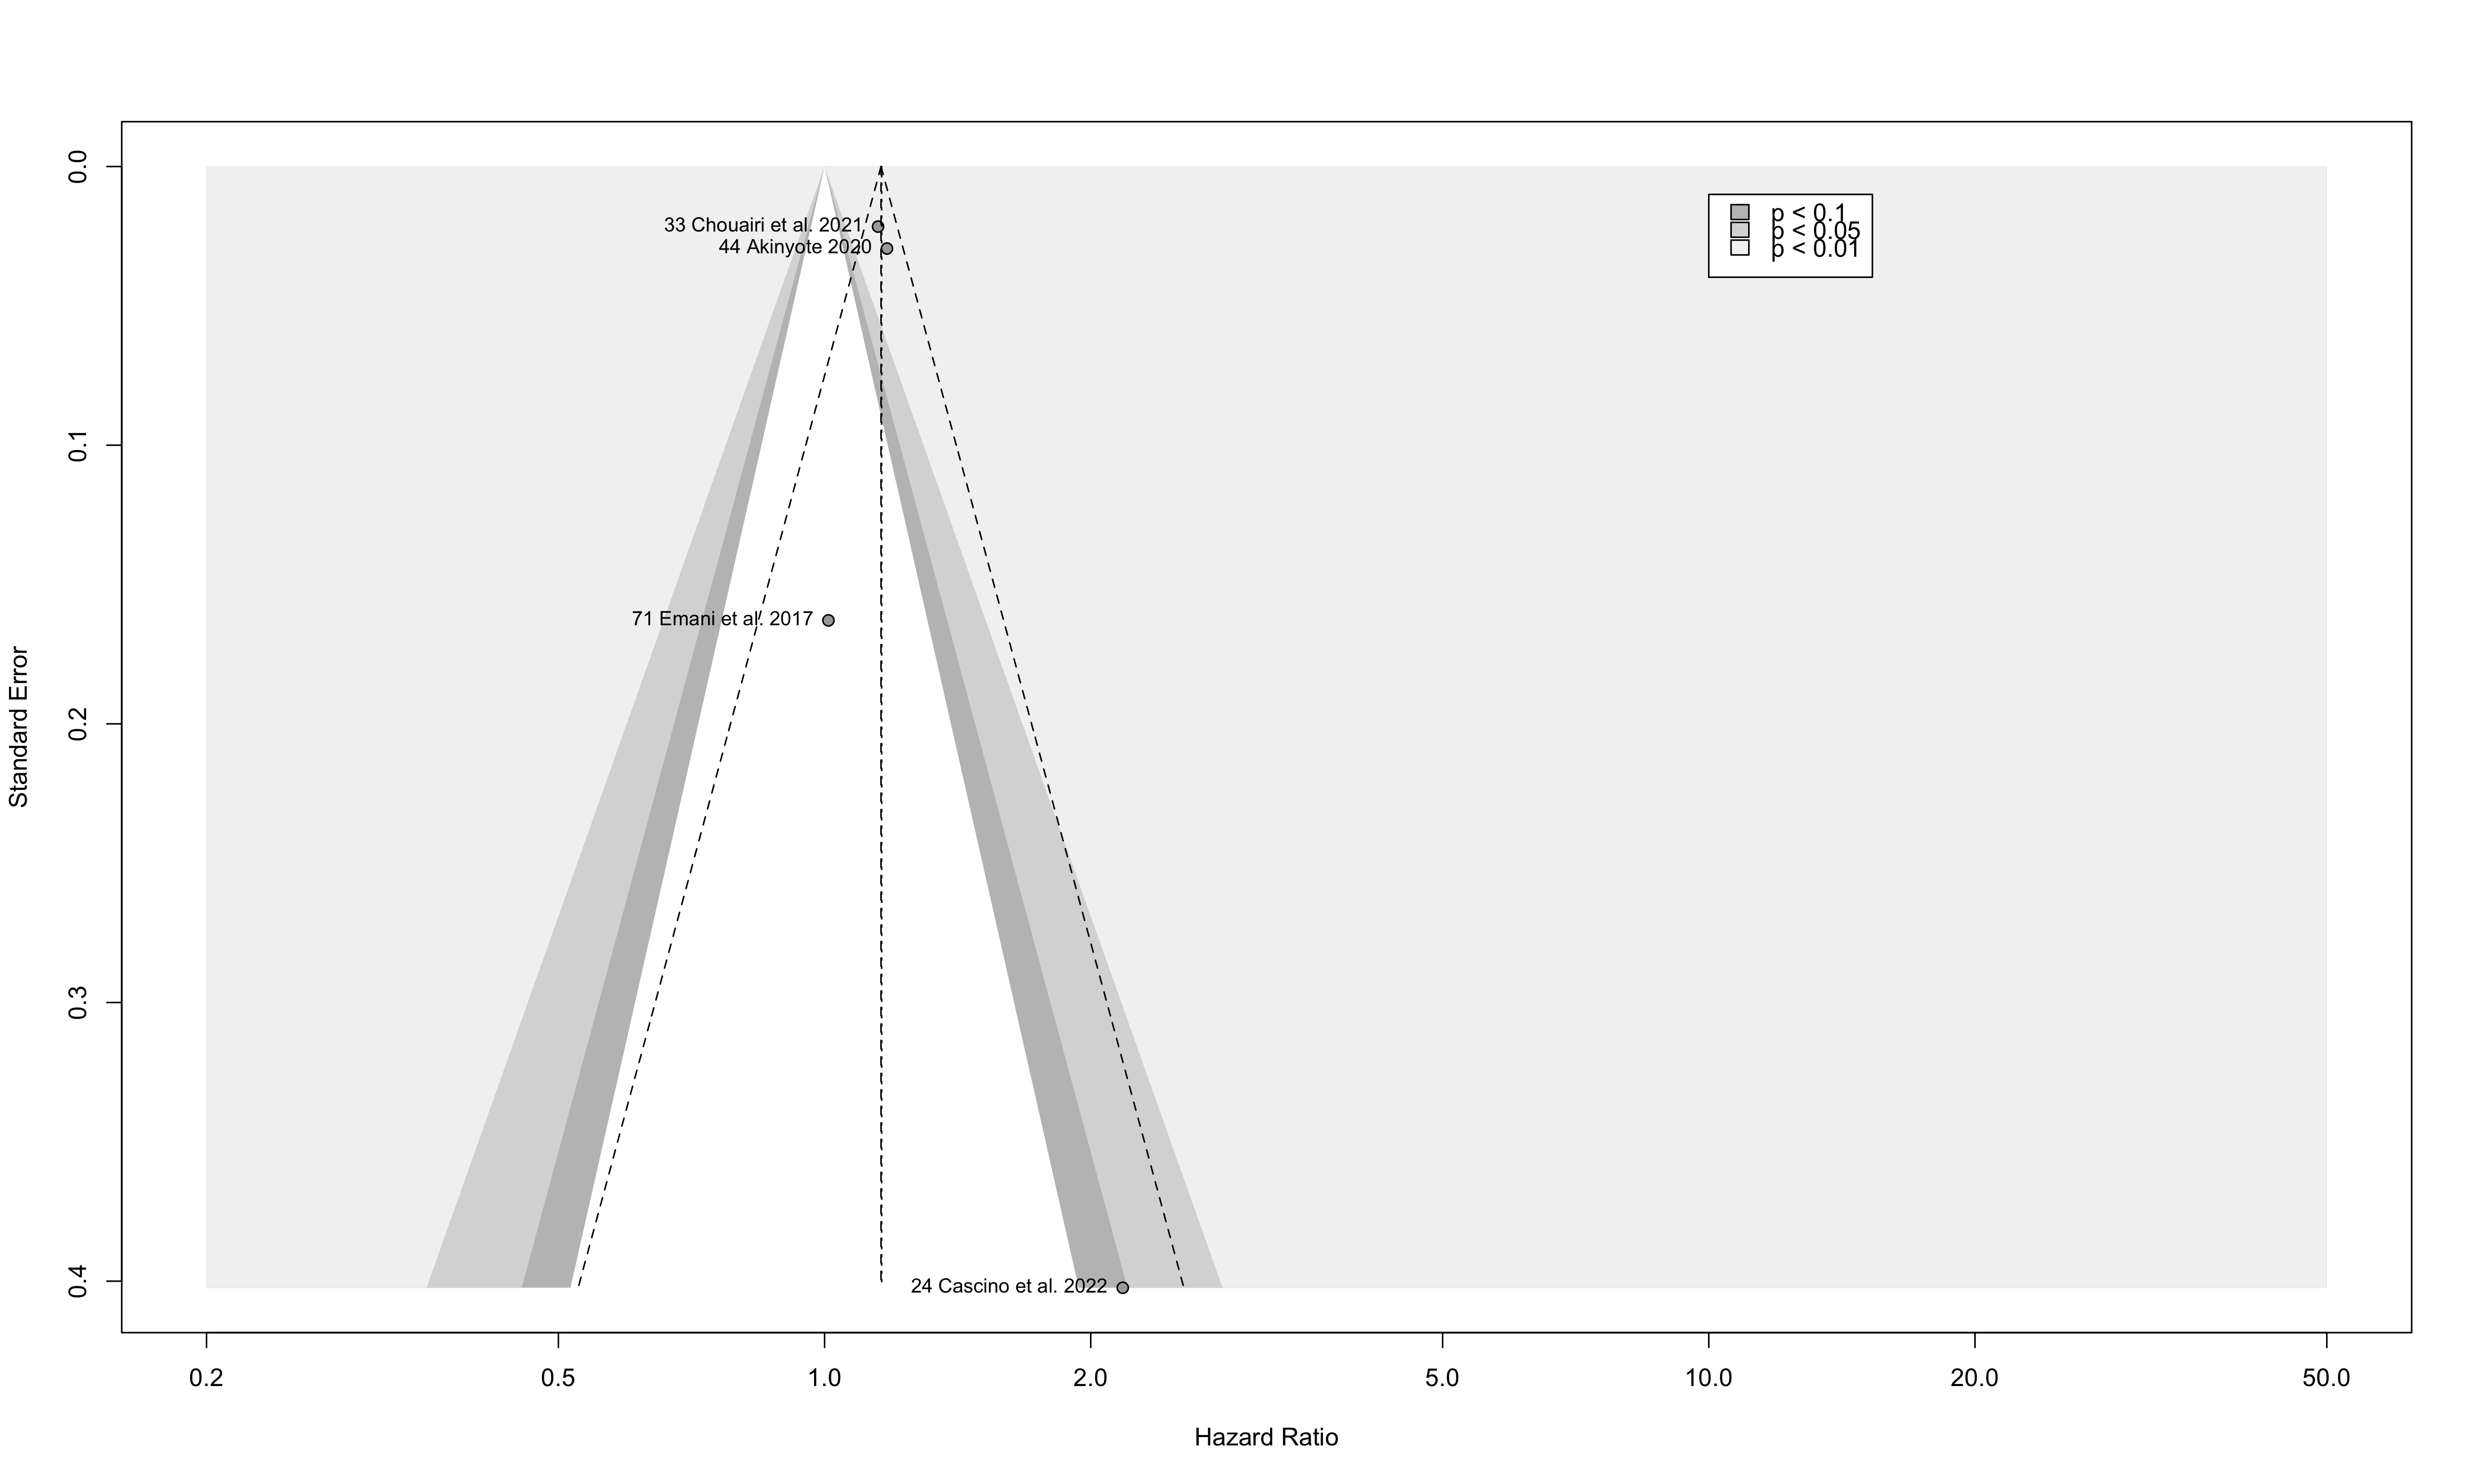 0.0
0.1
0.2
0.3
0.4
Standard Error
33 Chouairi et al. 2021
44 Akinyote 2020
71 Emani et al. 2017
24 Cascino et al. 2022
p < 0.1
p < 0.05
p < 0.01
0.2 0.5 1.0 2.0 5.0 10.0 20.0 50.0
Hazard Ratio